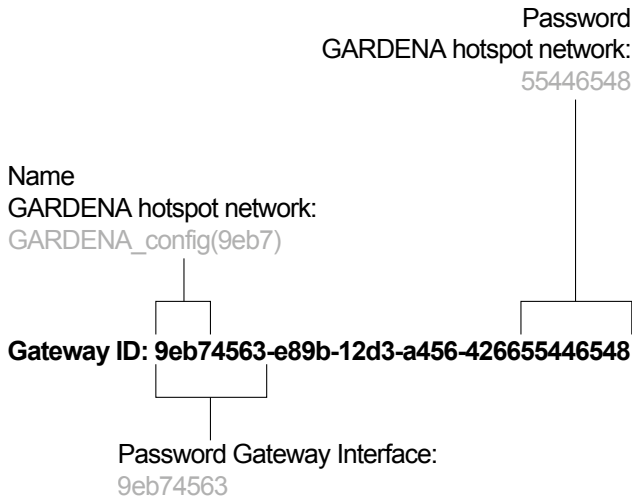 Password
GARDENA hotspot network:
55446548
Name
GARDENA hotspot network:
GARDENA_config(9eb7)
Gateway ID: 9eb74563-e89b-12d3-a456-426655446548
Password Gateway Interface:
9eb74563